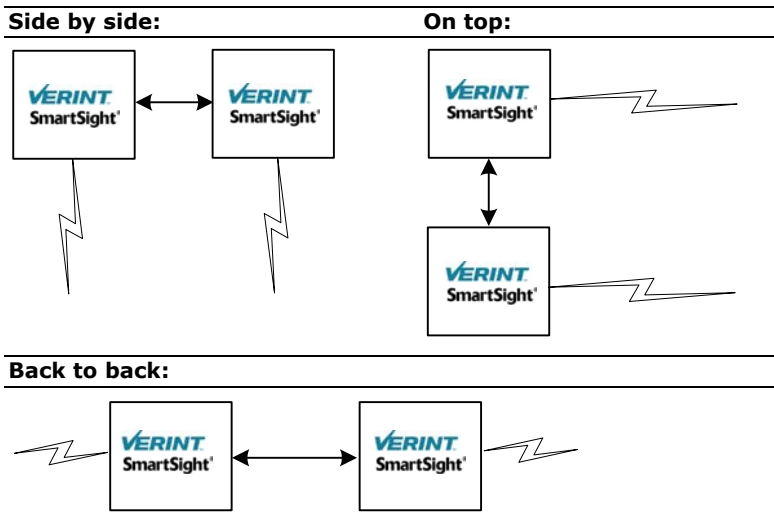 Side by side:
On top:
VERINT
SmartSight
VERINT
SmartSight
VERINT
SmartSight
VERINT
SmartSight
Back to back:
VERINT
SmartSight
VERINT
SmartSight